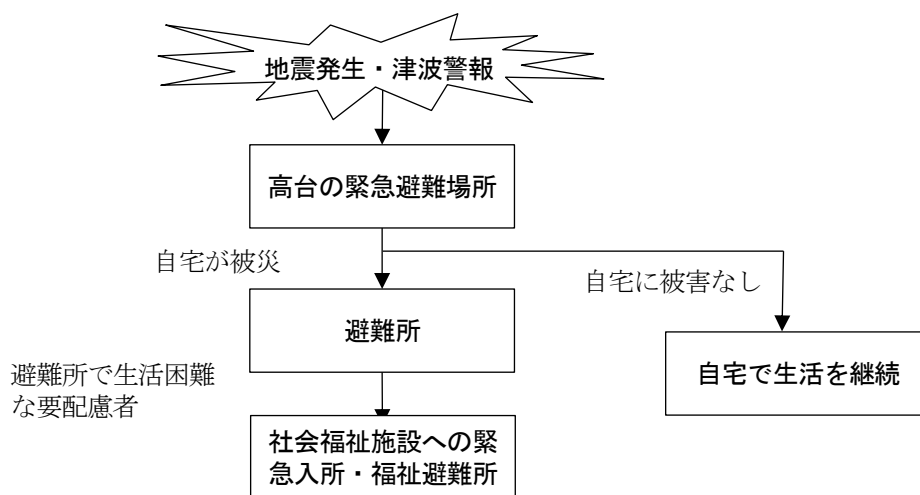 地震発生・津波警報
高台の緊急避難場所
自宅が被災
自宅に被害なし
避難所
自宅で生活を継続
避難所で生活困難
な要配慮者
社会福祉施設への緊
急入所・福祉避難所